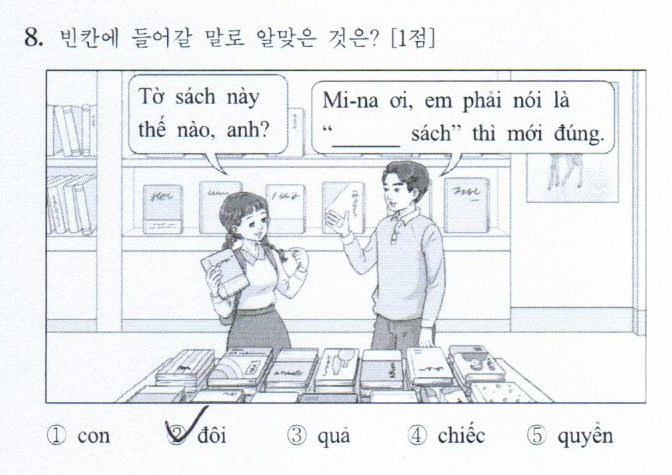 8. 빈칸에 들어갈 말로 알맞은 것은? [1점]
Tờ sách này
thế nào, anh?
Mi-na ơi, em phải nói là
“______ sách” thì mới đúng.
① con ② đôi ③ quả ④ chiếc ⑤ quyển